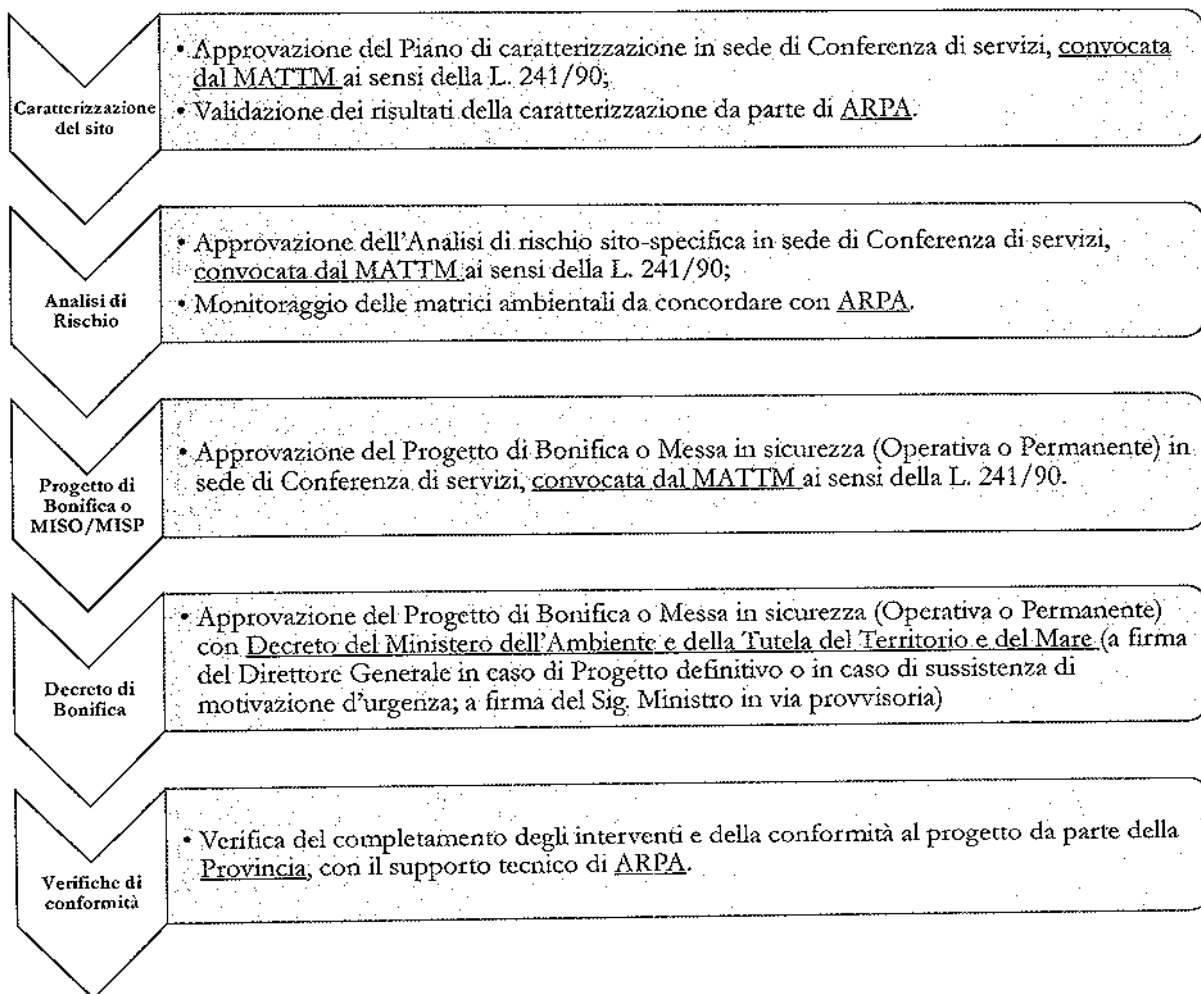 Caratterizzazione
del sito
• Approvazione del Piano di caratterizzazione in sede di Conferenza di servizi, convocata
dal MATTM ai sensi della L. 241/90;
• Validazione dei risultati della caratterizzazione da parte di ARPA.
Analisi di
Rischio
• Approvazione dell'Analisi di rischio sito-specifica in sede di Conferenza di servizi,
convocata dal MATTM ai sensi della L. 241/90;
• Monitoraggio delle matrici ambientali da concordare con ARPA.
Progetto di
Bonifica o
MISO/MISP
• Approvazione del Progetto di Bonifica o Messa in sicurezza (Operativa o Permanente) in
sede di Conferenza di servizi, convocata dal MATTM ai sensi della L. 241/90.
Decreto di
Bonifica
• Approvazione del Progetto di Bonifica o Messa in sicurezza (Operativa o Permanente)
con Decreto del Ministero dell'Ambiente e della Tutela del Territorio e del Mare (a firma
del Direttore Generale in caso di Progetto definitivo o in caso di sussistenza di
motivazione d'urgenza; a firma del Sig. Ministro in via provvisoria)
Verifiche di
conformità
• Verifica del completamento degli interventi e della conformità al progetto da parte della
Provincia, con il supporto tecnico di ARPA.